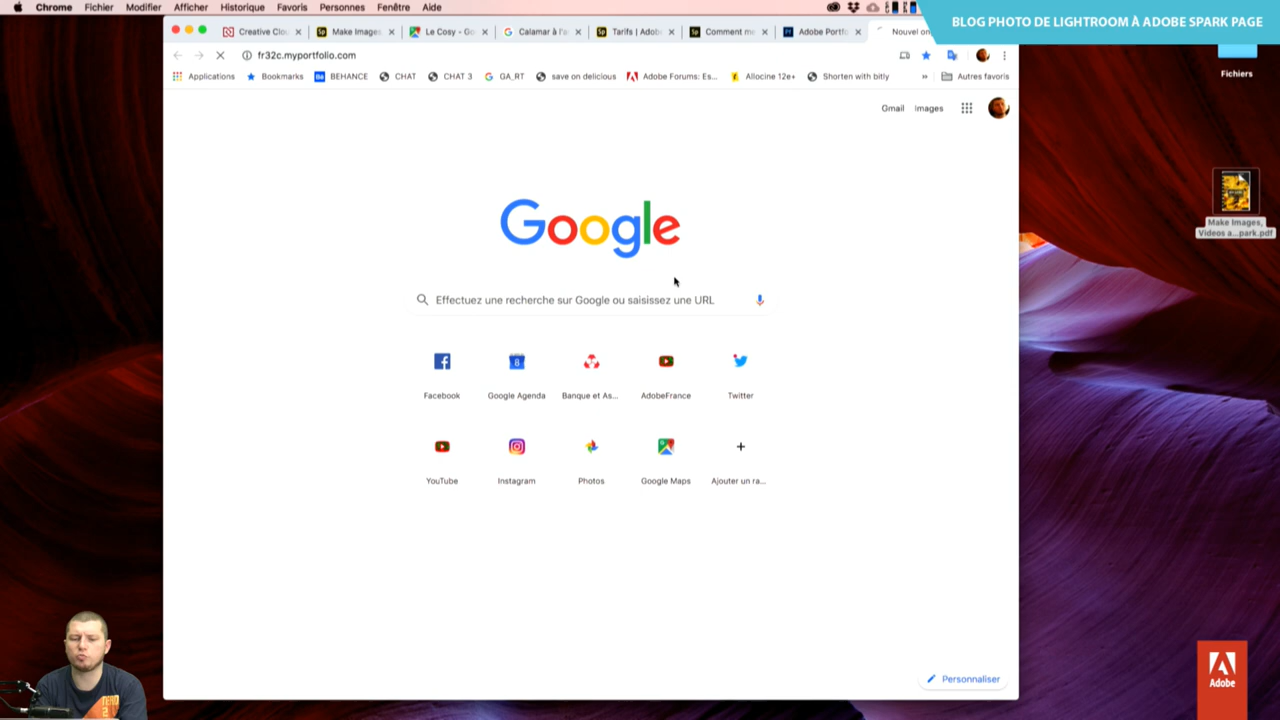 Chrome Fichier Modifier Afficher Historique Favoris Personnes Fenêtre Aide
BLOG PHOTO DE LIGHTROOM À ADOBE SPARK PAGE
Creative Clou Make Images Le Cosy - Go Calamar à l'a Tarifs | Adob Comment me Adobe Portfo Nouvel on
fr32c.myportfolio.com
Applications Bookmarks BEHANCE CHAT CHAT 3 GA_RT save on delicious Adobe Forums: Es... Allocine 12e+ Shorten with bitly » Autres favoris
Fichiers
Gmail Images
Make Images, Videos a...park.pdf
Google
Effectuez une recherche sur Google ou saisissez une URL
Facebook Google Agenda Banque et As... AdobeFrance Twitter
YouTube Instagram Photos Google Maps Ajouter un ra...
Personnaliser
Adobe